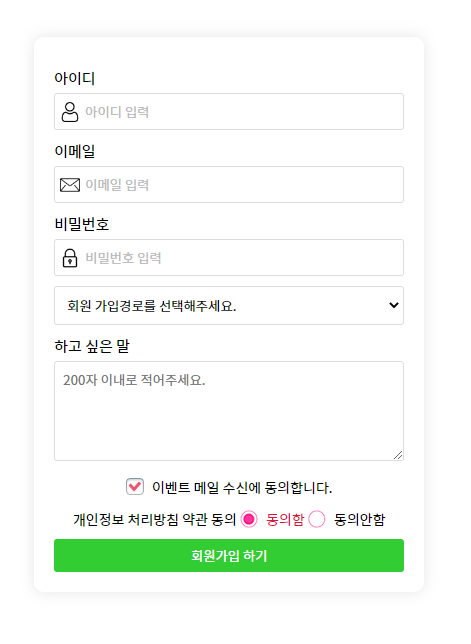 아이디
아이디 입력
이메일
이메일 입력
비밀번호
비밀번호 입력
회원 가입경로를 선택해주세요.
하고 싶은 말
200자 이내로 적어주세요.
이벤트 메일 수신에 동의합니다.
개인정보 처리방침 약관 동의 동의함 동의안함
회원가입 하기